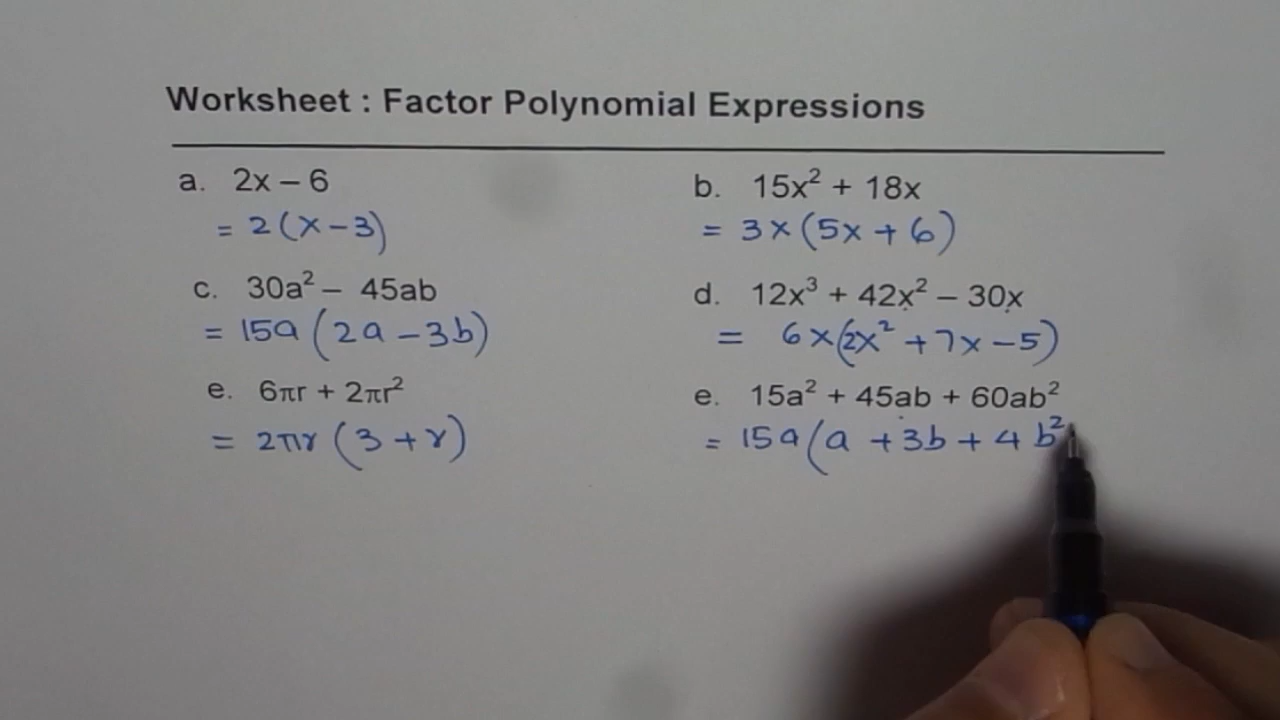 Worksheet : Factor Polynomial Expressions
a. 2x – 6
= 2(x – 3)
b. 15x² + 18x
= 3x(5x + 6)
c. 30a² – 45ab
= 15a(2a – 3b)
d. 12x³ + 42x² – 30x
= 6x(2x² + 7x – 5)
e. 6πr + 2πr²
= 2πr(3 + r)
e. 15a² + 45ab + 60ab²
= 15a(a + 3b + 4b²